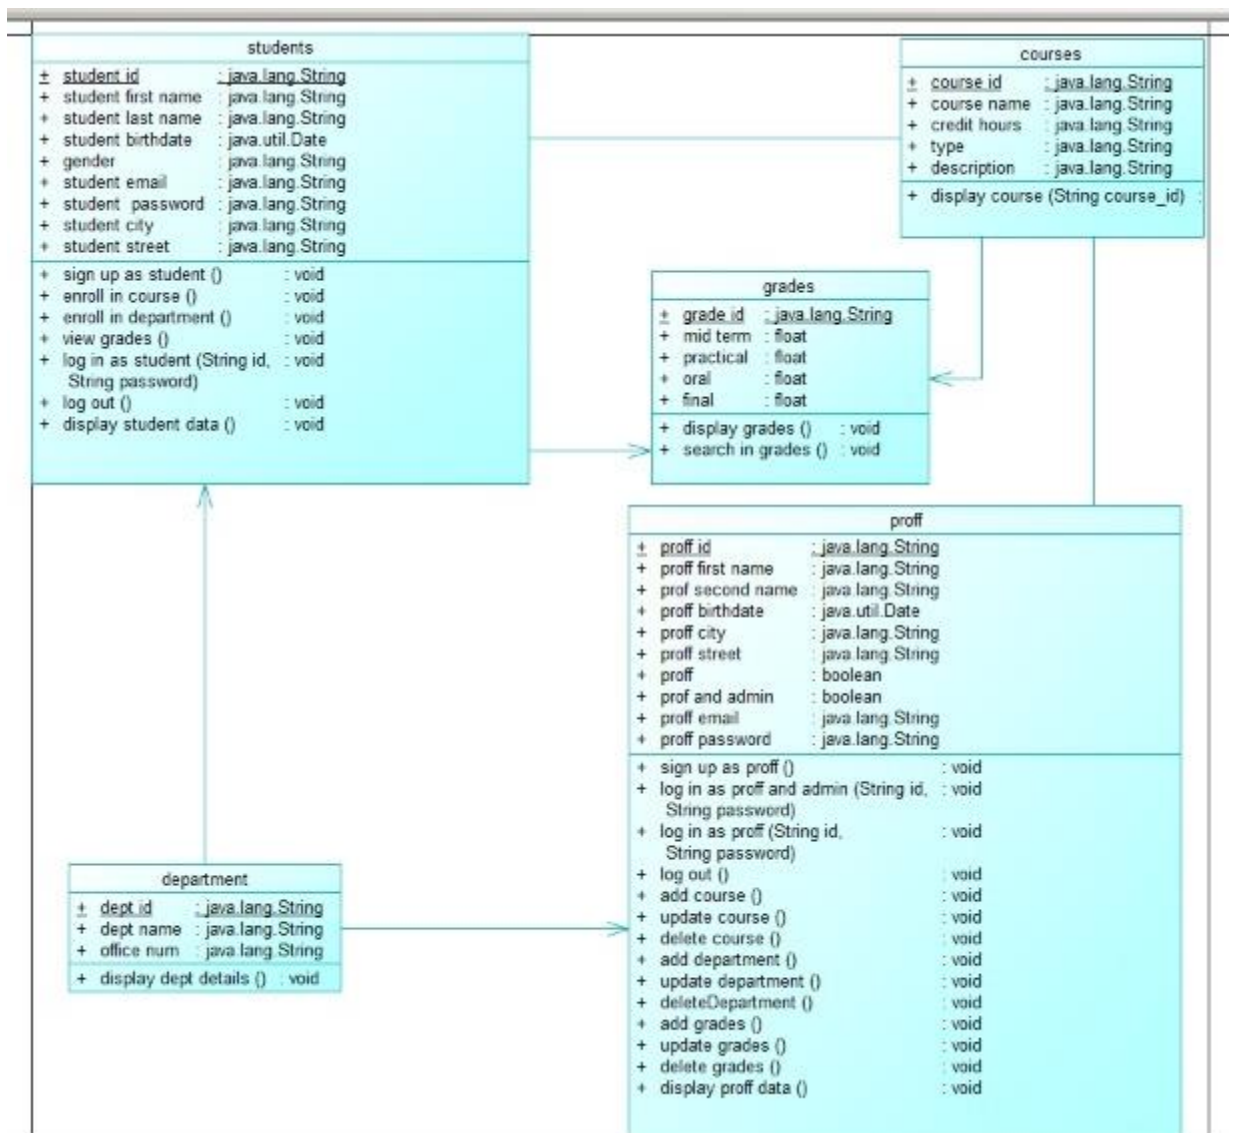 students
+ student id : java.lang.String
+ student first name : java.lang.String
+ student last name : java.lang.String
+ student birthdate : java.util.Date
+ gender : java.lang.String
+ student email : java.lang.String
+ student password : java.lang.String
+ student city : java.lang.String
+ student street : java.lang.String
+ sign up as student () : void
+ enroll in course () : void
+ enroll in department () : void
+ view grades () : void
+ log in as student (String id, : void
String password)
+ log out () : void
+ display student data () : void
courses
+ course id : java.lang.String
+ course name : java.lang.String
+ credit hours : java.lang.String
+ type : java.lang.String
+ description : java.lang.String
+ display course (String course_id) :
grades
+ grade id : java.lang.String
+ mid term : float
+ practical : float
+ oral : float
+ final : float
+ display grades () : void
+ search in grades () : void
proff
+ proff id : java.lang.String
+ proff first name : java.lang.String
+ prof second name : java.lang.String
+ proff birthdate : java.util.Date
+ proff city : java.lang.String
+ proff street : java.lang.String
+ proff : boolean
+ prof and admin : boolean
+ proff email : java.lang.String
+ proff password : java.lang.String
+ sign up as proff () : void
+ log in as proff and admin (String id, : void
String password)
+ log in as proff (String id, : void
String password)
+ log out () : void
+ add course () : void
+ update course () : void
+ delete course () : void
+ add department () : void
+ update department () : void
+ deleteDepartment () : void
+ add grades () : void
+ update grades () : void
+ delete grades () : void
+ display proff data () : void
department
+ dept id : java.lang.String
+ dept name : java.lang.String
+ office num : java.lang.String
+ display dept details () : void